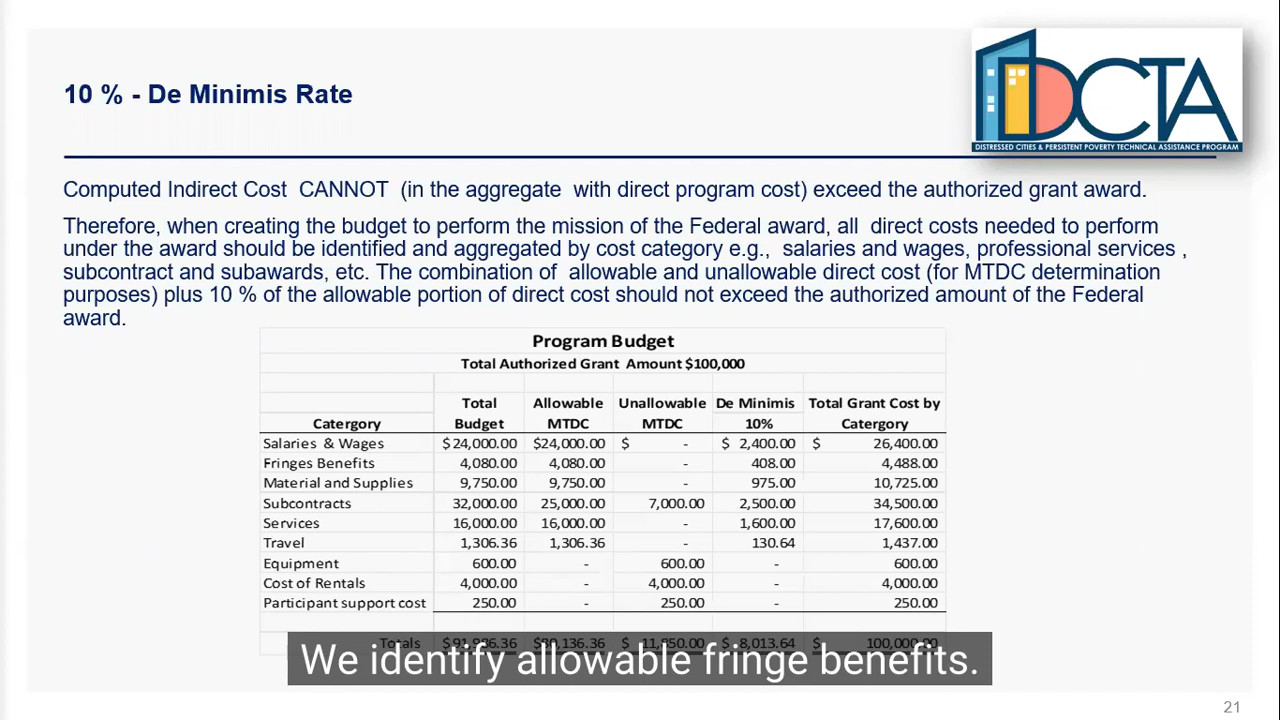 10 % - De Minimis Rate
DCTA
DISTRESSED CITIES & PERSISTENT POVERTY TECHNICAL ASSISTANCE PROGRAM
Computed Indirect Cost CANNOT (in the aggregate with direct program cost) exceed the authorized grant award.
Therefore, when creating the budget to perform the mission of the Federal award, all direct costs needed to perform
under the award should be identified and aggregated by cost category e.g., salaries and wages, professional services ,
subcontract and subawards, etc. The combination of allowable and unallowable direct cost (for MTDC determination
purposes) plus 10 % of the allowable portion of direct cost should not exceed the authorized amount of the Federal
award.
Program Budget
Total Authorized Grant Amount $100,000
Total Allowable Unallowable De Minimis Total Grant Cost by
Catergory Budget MTDC MTDC 10% Catergory
Salaries & Wages $24,000.00 $24,000.00 $ - $ 2,400.00 $ 26,400.00
Fringes Benefits 4,080.00 4,080.00 - 408.00 4,488.00
Material and Supplies 9,750.00 9,750.00 - 975.00 10,725.00
Subcontracts 32,000.00 25,000.00 7,000.00 2,500.00 34,500.00
Services 16,000.00 16,000.00 - 1,600.00 17,600.00
Travel 1,306.36 1,306.36 - 130.64 1,437.00
Equipment 600.00 - 600.00 - 600.00
Cost of Rentals 4,000.00 - 4,000.00 - 4,000.00
Participant support cost 250.00 - 250.00 - 250.00
Totals $ 8,013.64 $
We identify allowable fringe benefits.
21